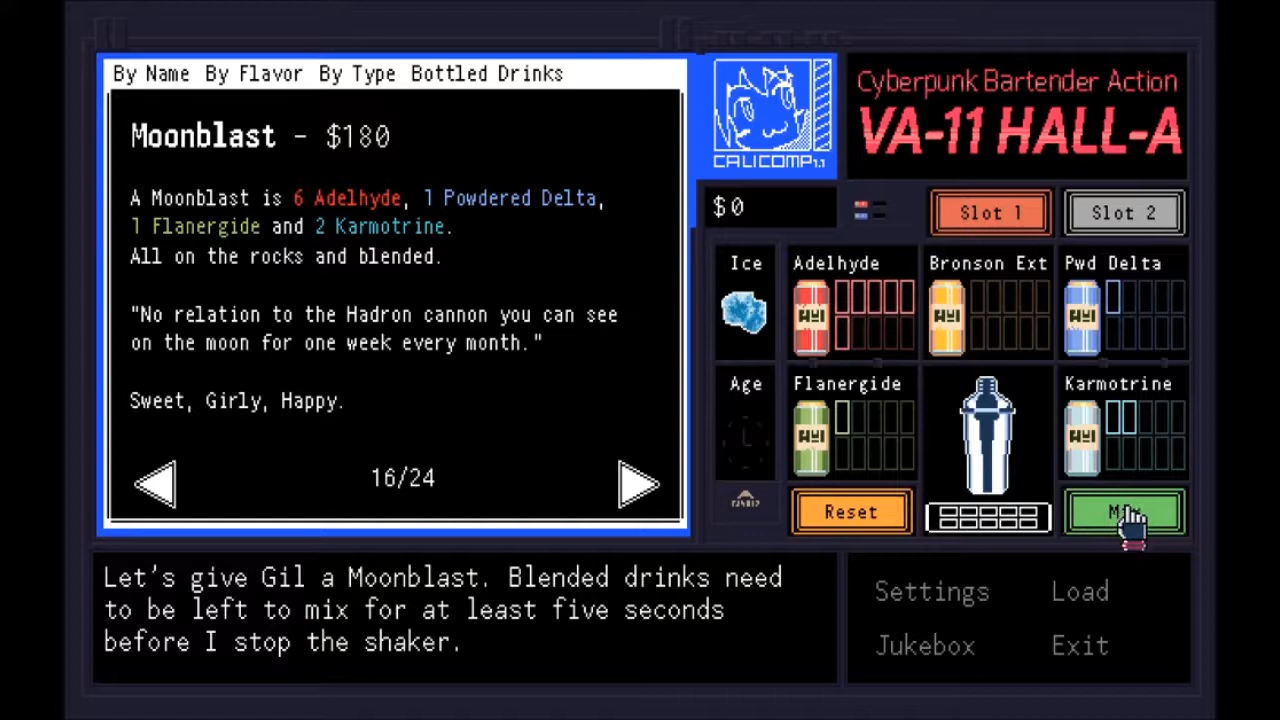 By Name By Flavor By Type Bottled Drinks
Moonblast - $180
A Moonblast is 6 Adelhyde, 1 Powdered Delta,
1 Flanergide and 2 Karmotrine.
All on the rocks and blended.
"No relation to the Hadron cannon you can see
on the moon for one week every month."
Sweet, Girly, Happy.
16/24
CALICOMP1.1
Cyberpunk Bartender Action
VA-11 HALL-A
$0
Slot 1
Slot 2
Ice
Adelhyde
Bronson Ext
Pwd Delta
Age
Flanergide
Karmotrine
Reset
Let's give Gil a Moonblast. Blended drinks need
to be left to mix for at least five seconds
before I stop the shaker.
Settings
Load
Jukebox
Exit